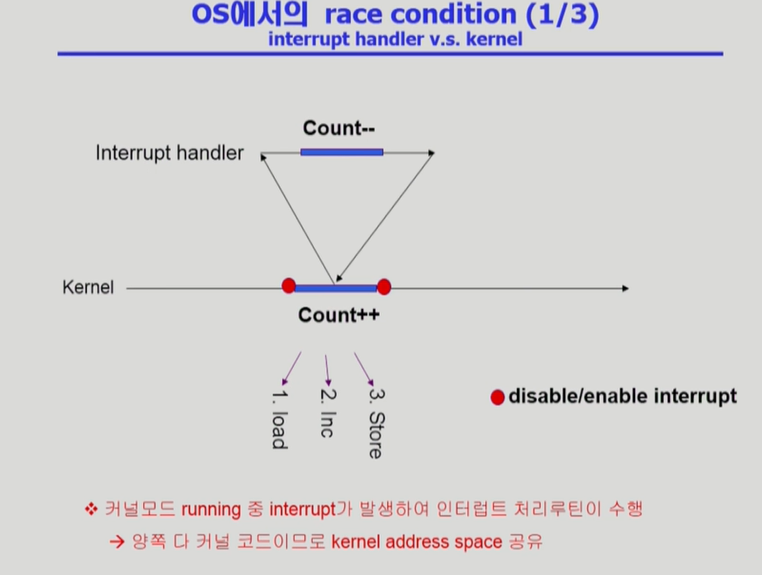 OS에서의 race condition (1/3)
interrupt handler v.s. kernel
Count--
Interrupt handler
Kernel
Count++
1. load
2. Inc
3. Store
disable/enable interrupt
❖ 커널모드 running 중 interrupt가 발생하여 인터럽트 처리루틴이 수행
→ 양쪽 다 커널 코드이므로 kernel address space 공유